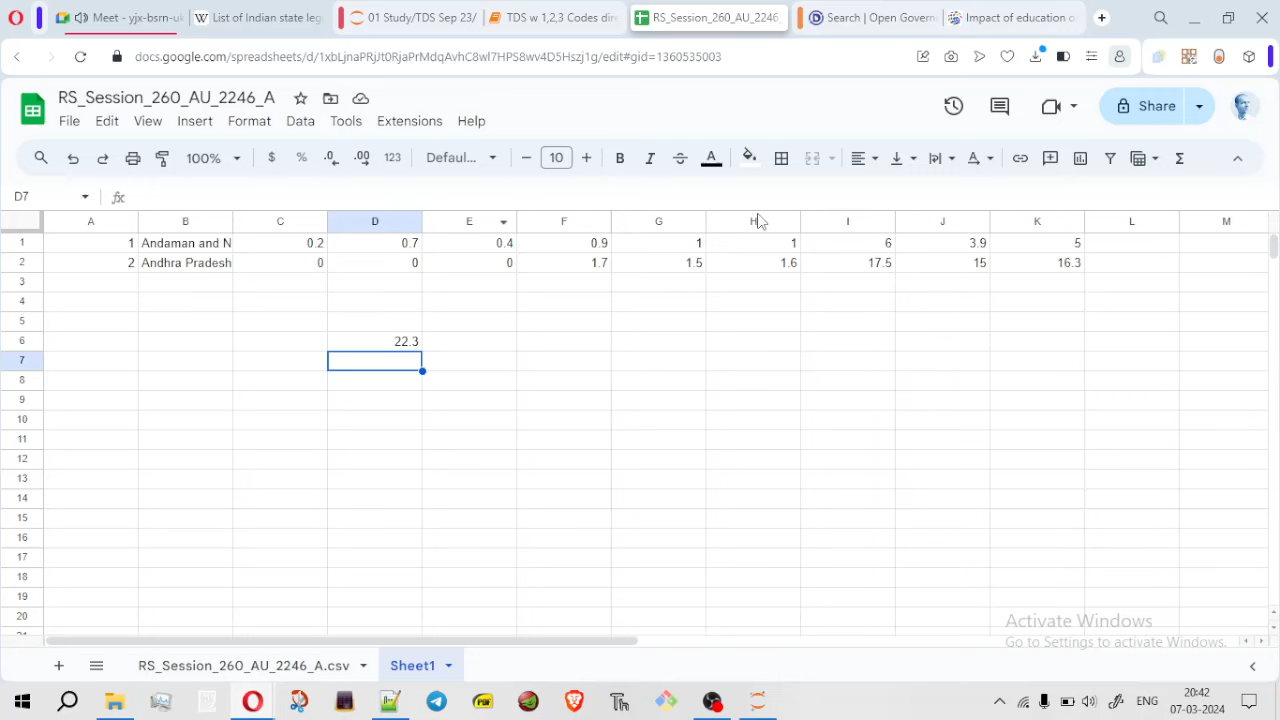 Meet - yjx-bsrn-uk
List of Indian state leg
01 Study/TDS Sep 23/
TDS w 1,2,3 Codes dire
RS_Session_260_AU_2246_
Search | Open Govern
Impact of education o
docs.google.com/spreadsheets/d/1xbLjnaPRjIt0RjaPrMdqAvhC8wl7HPS8wv4D5Hszj1g/edit#gid=1360535003
RS_Session_260_AU_2246_A
File Edit View Insert Format Data Tools Extensions Help
Share
100% $ % .0 .00 123 Defaul... 10 B I A
D7 fx
A B C D E F G H I J K L M
1 1 Andaman and N 0.2 0.7 0.4 0.9 1 1 6 3.9 5
2 2 Andhra Pradesh 0 0 0 1.7 1.5 1.6 17.5 15 16.3
3
4
5
6 22.3
7
8
9
10
11
12
13
14
15
16
17
18
19
20
Activate Windows
Go to Settings to activate Windows.
RS_Session_260_AU_2246_A.csv Sheet1
ENG
20:42
07-03-2024